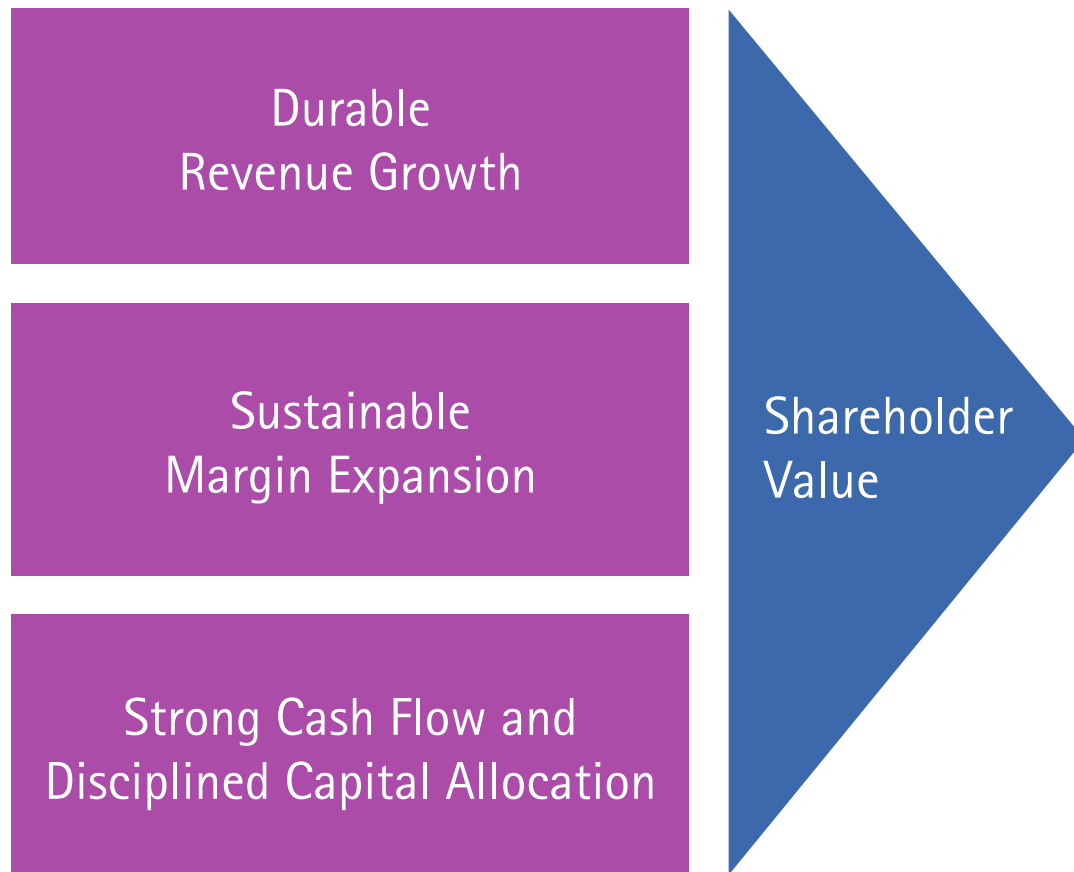 Durable
Revenue Growth
Sustainable
Margin Expansion
Strong Cash Flow and
Disciplined Capital Allocation
Shareholder
Value